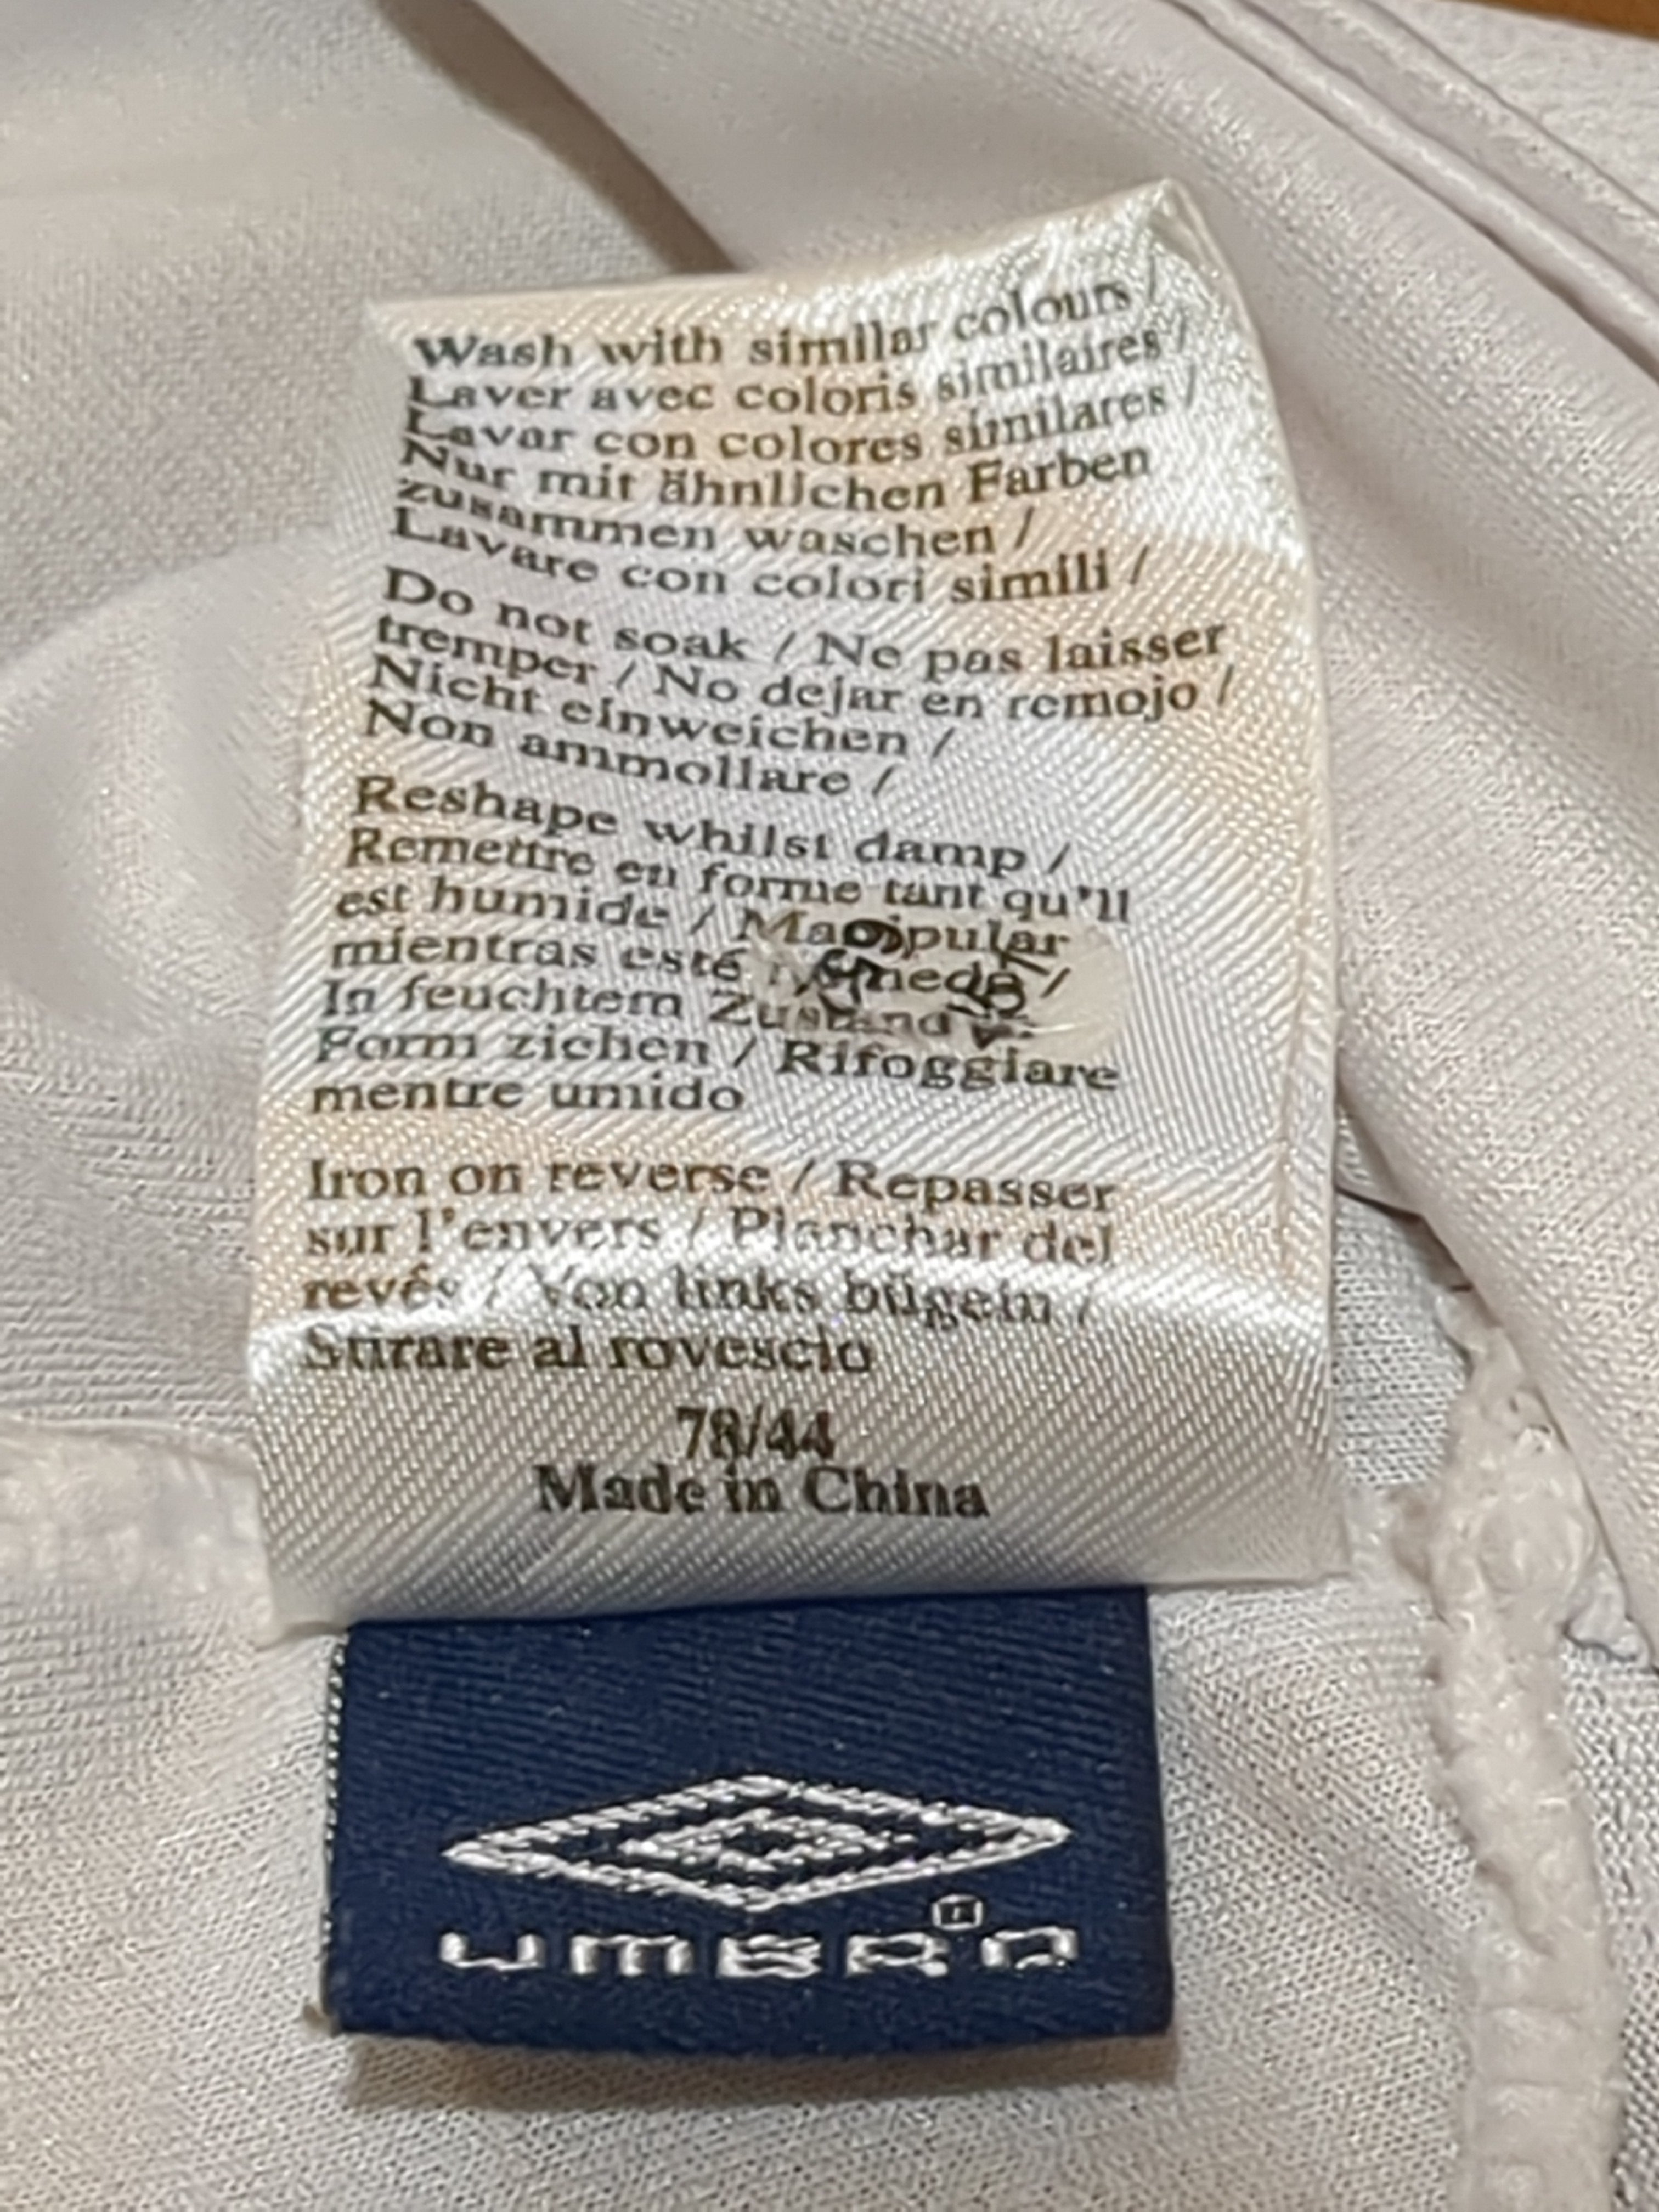 Wash with similar colours /
Laver avec coloris similaires /
Lavar con colores similares /
Nur mit ähnlichen Farben
zusammen waschen /
Lavare con colori simili /
Do not soak / Ne pas laisser
tremper / No dejar en remojo /
Nicht einweichen /
Non ammollare /
Reshape whilst damp /
Remettre en forme tant qu'il
est humide / Manipular
mientras esté /
In feuchtem Zustand
Form ziehen / Rifoggiare
mentre umido
Iron on reverse / Repasser
sur l'envers / Planchar del
revés / Von links bügeln /
Stirare al rovescio
78/44
Made in China
UMBRO